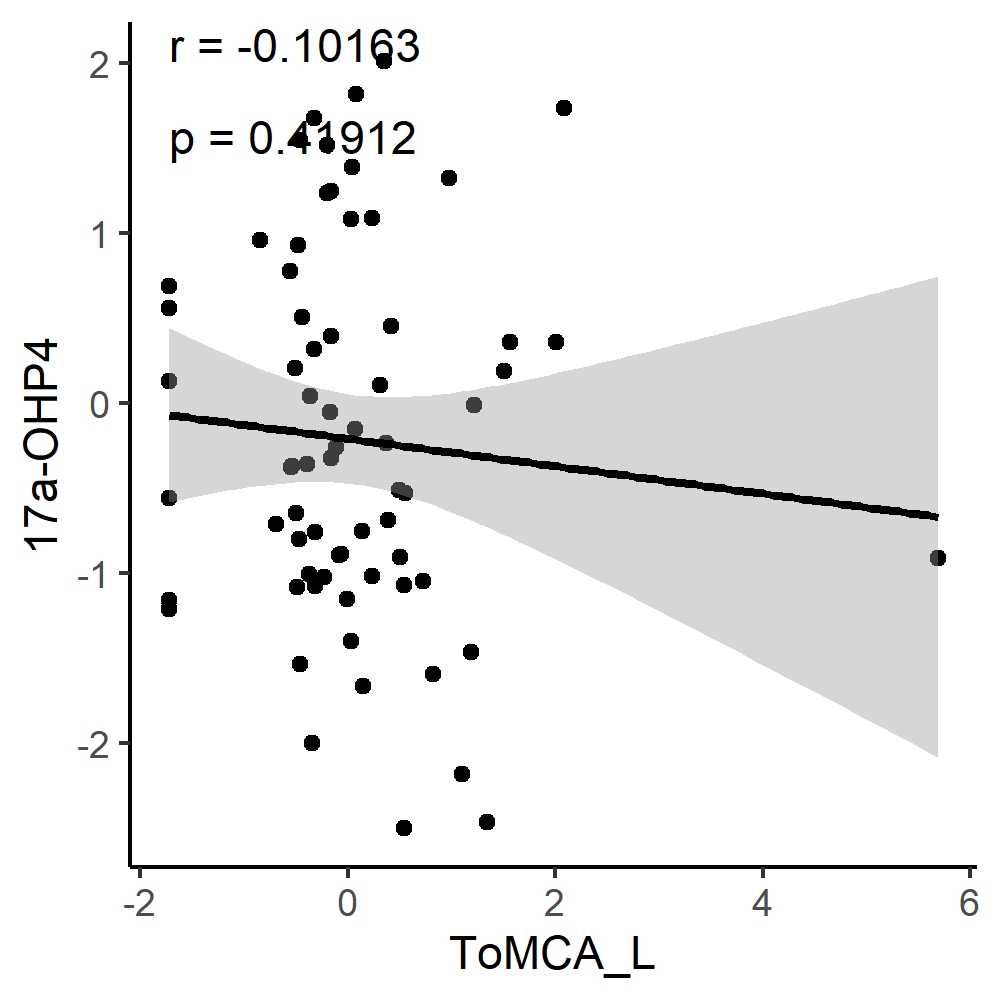 r = -0.10163
p = 0.41912
2
1
0
-1
-2
17a-OHP4
-2 0 2 4 6
ToMCA_L